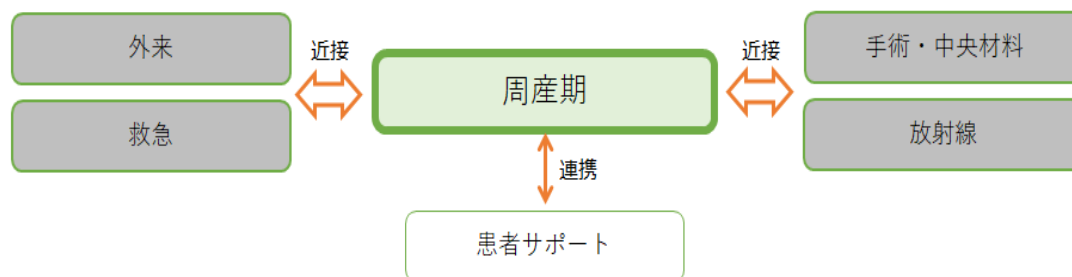 外来
救急
近接
周産期
近接
手術・中央材料
放射線
連携
患者サポート